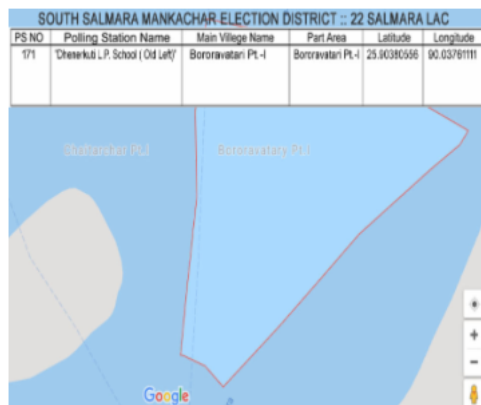 SOUTH SALMARA MANKACHAR ELECTION DISTRICT :: 22 SALMARA LAC
PS NO Polling Station Name Main Villege Name Part Area Latitude Longitude
171 'Dhenerkuti L.P. School ( Old Left)' Bororavatari Pt.-I Bororavatari Pt.-I 25.90380556 90.03761111
Bororavatary Pt.I
Google